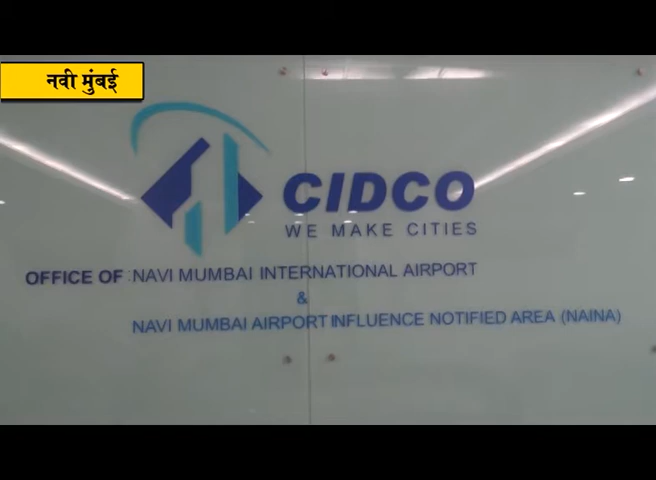 नवी मुंबई
CIDCO
WE MAKE CITIES
OFFICE OF : NAVI MUMBAI INTERNATIONAL AIRPORT
&
NAVI MUMBAI AIRPORT INFLUENCE NOTIFIED AREA (NAINA)